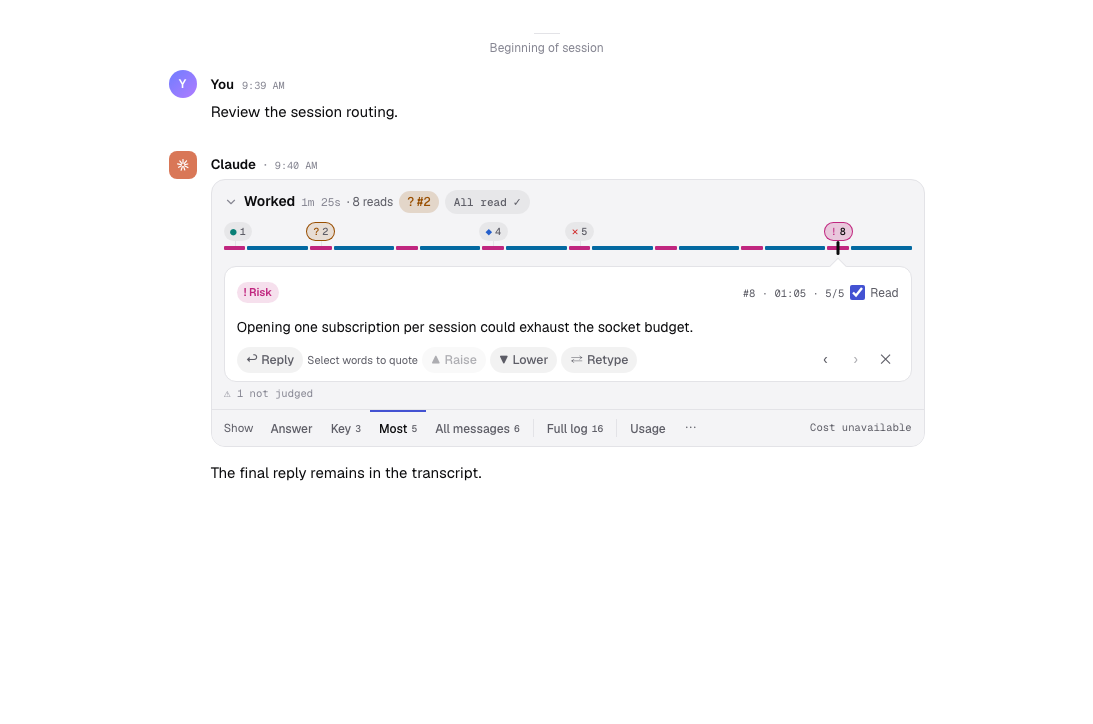 Beginning of session
Y You 9:39 AM
Review the session routing.
Claude · 9:40 AM
Worked 1m 25s · 8 reads ? #2 All read ✓
● 1 ? 2 ◆ 4 ✕ 5 ! 8
! Risk #8 · 01:05 · 5/5 Read
Opening one subscription per session could exhaust the socket budget.
↩ Reply Select words to quote ▲ Raise ▼ Lower ⇄ Retype ‹ › ✕
⚠ 1 not judged
Show Answer Key 3 Most 5 All messages 6 Full log 16 Usage ··· Cost unavailable
The final reply remains in the transcript.